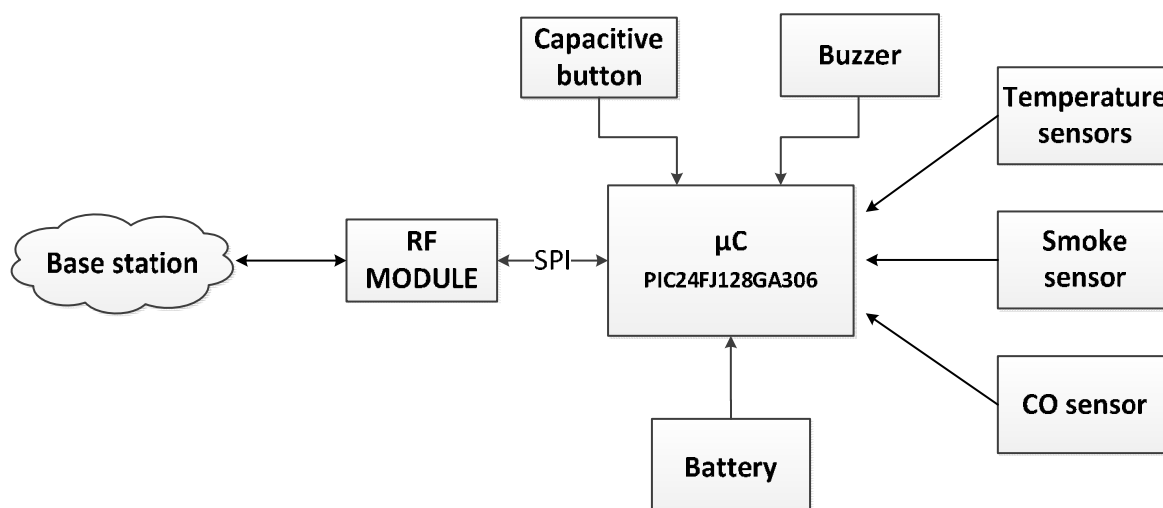 Capacitive
button
Buzzer
Temperature
sensors
Base station
RF
MODULE
SPI
µC
PIC24FJ128GA306
Smoke
sensor
CO sensor
Battery